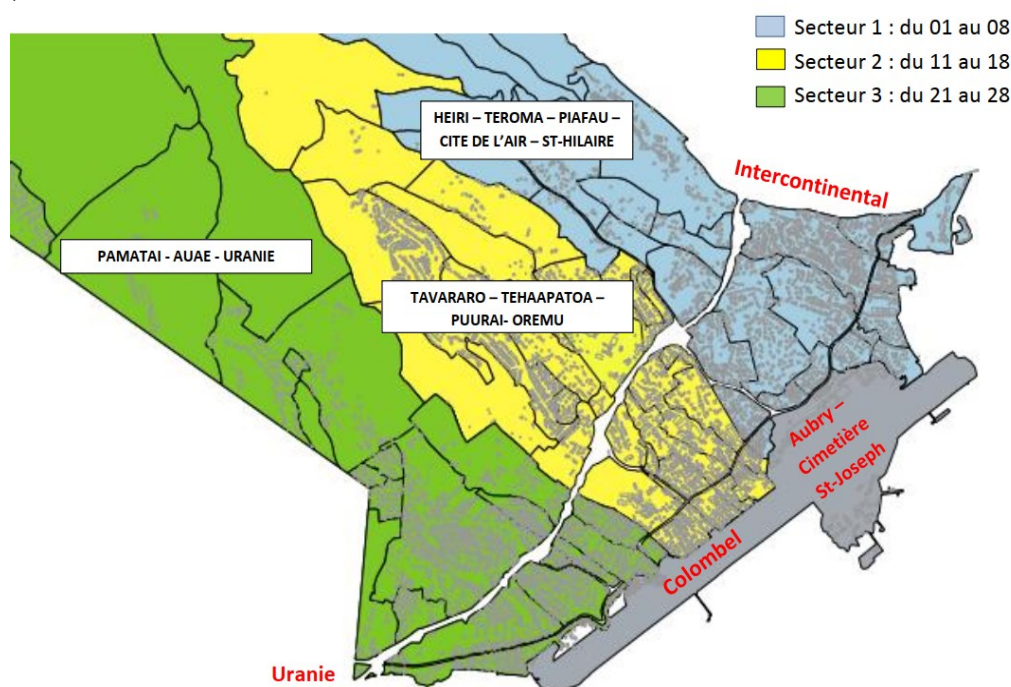 Secteur 1 : du 01 au 08
Secteur 2 : du 11 au 18
Secteur 3 : du 21 au 28
HEIRI – TEROMA – PIAFAU –
CITE DE L’AIR – ST-HILAIRE
Intercontinental
PAMATAI - AUAE - URANIE
TAVARARO – TEHAAPATOA –
PUURAI- OREMU
Aubry –
Cimetière
St-Joseph
Colombel
Uranie